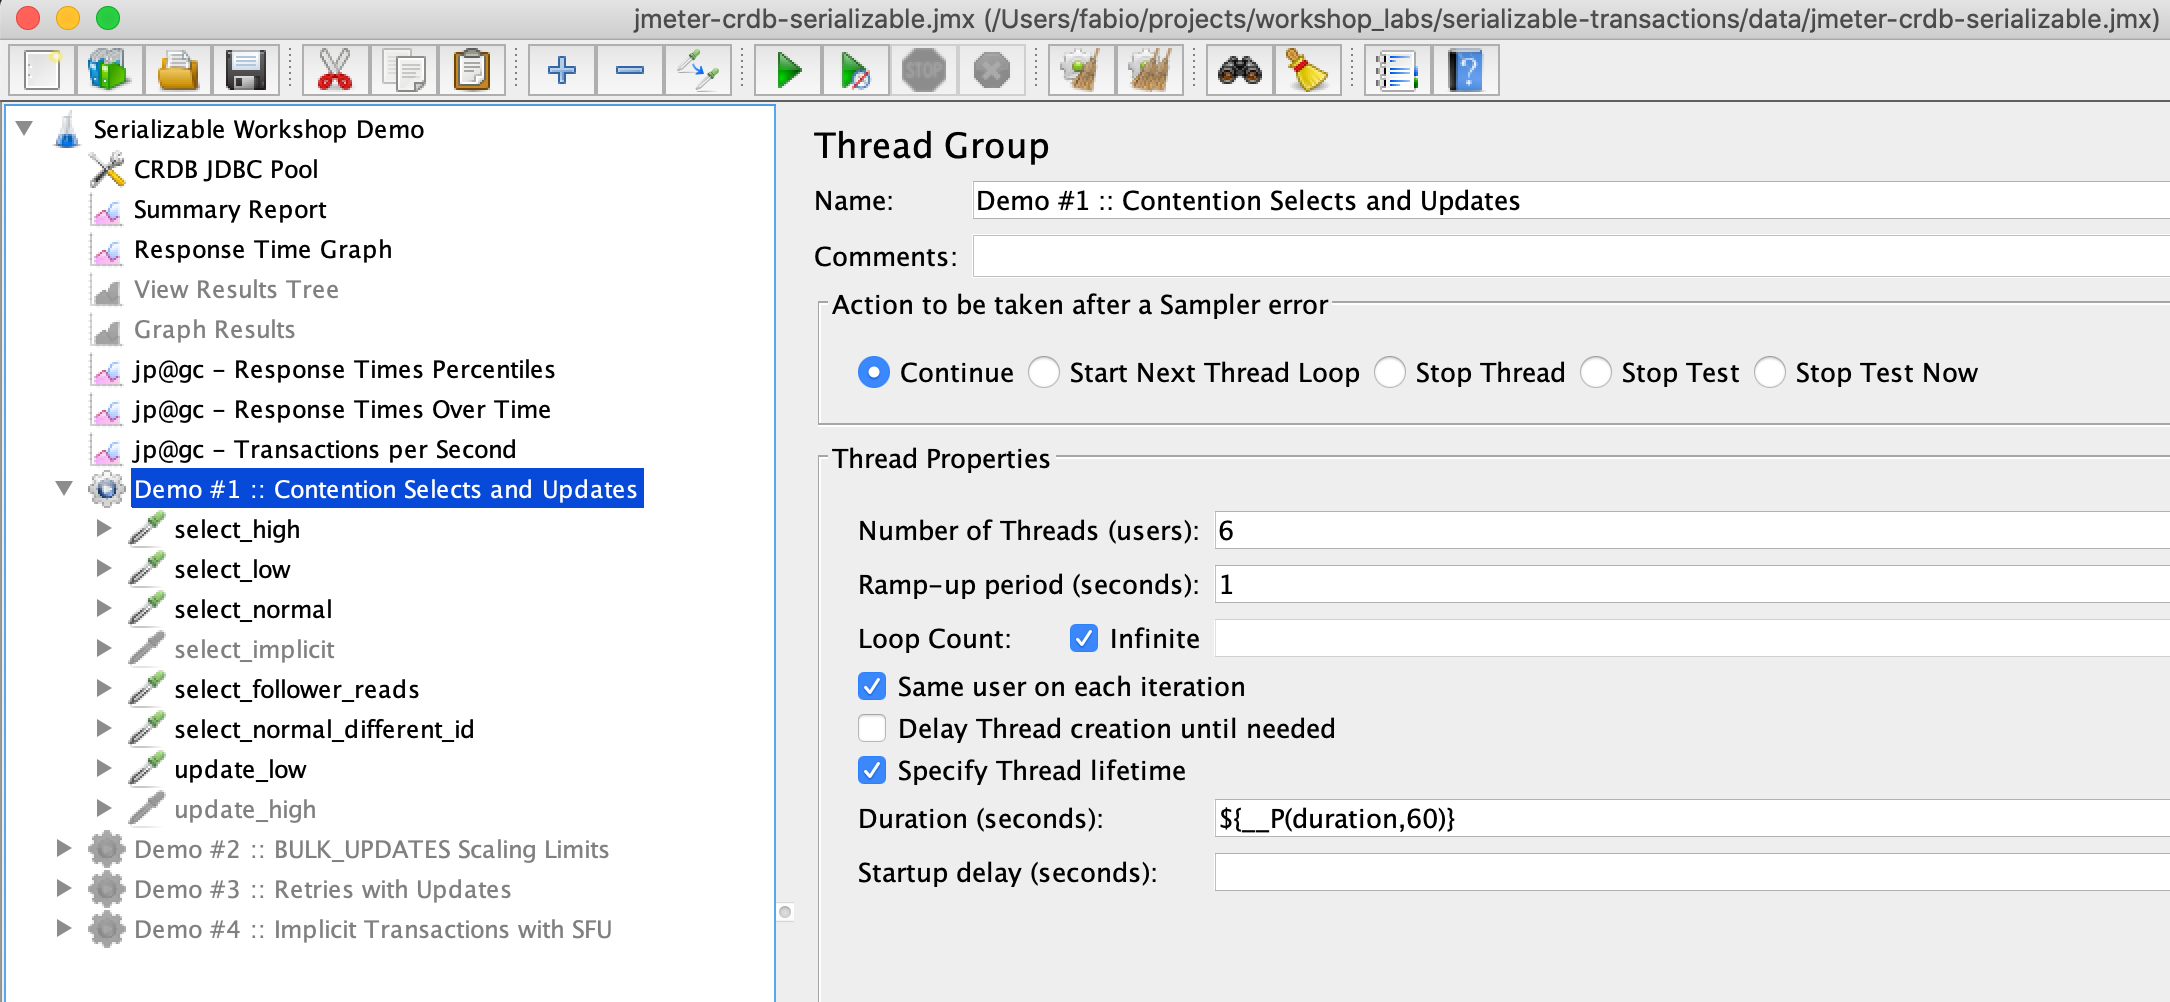 jmeter-crdb-serializable.jmx (/Users/fabio/projects/workshop_labs/serializable-transactions/data/jmeter-crdb-serializable.jmx)
STOP
?
Serializable Workshop Demo
CRDB JDBC Pool
Summary Report
Response Time Graph
View Results Tree
Graph Results
jp@gc - Response Times Percentiles
jp@gc - Response Times Over Time
jp@gc - Transactions per Second
Demo #1 :: Contention Selects and Updates
select_high
select_low
select_normal
select_implicit
select_follower_reads
select_normal_different_id
update_low
update_high
Demo #2 :: BULK_UPDATES Scaling Limits
Demo #3 :: Retries with Updates
Demo #4 :: Implicit Transactions with SFU
Thread Group
Name: Demo #1 :: Contention Selects and Updates
Comments:
Action to be taken after a Sampler error
Continue Start Next Thread Loop Stop Thread Stop Test Stop Test Now
Thread Properties
Number of Threads (users): 6
Ramp-up period (seconds): 1
Loop Count: Infinite
Same user on each iteration
Delay Thread creation until needed
Specify Thread lifetime
Duration (seconds): ${__P(duration,60)}
Startup delay (seconds):